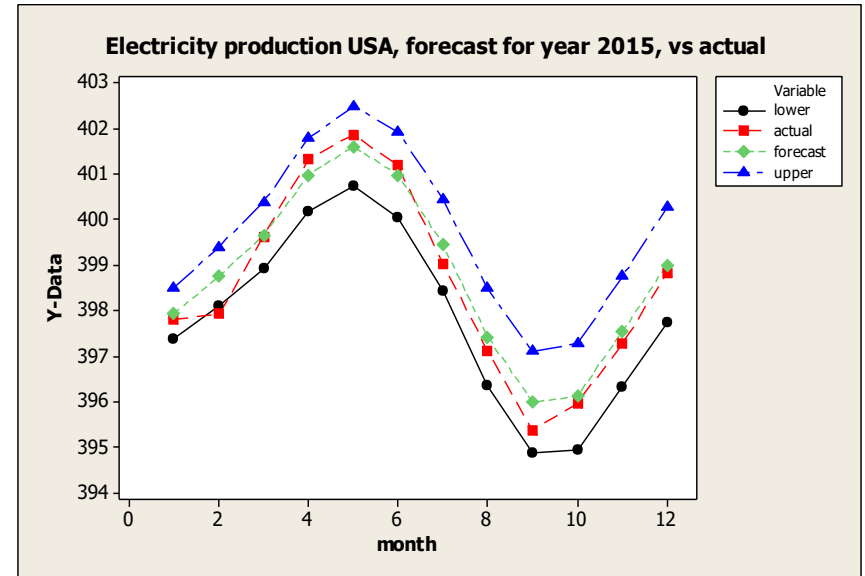 Electricity production USA, forecast for year 2015, vs actual
403
402
401
400
399
398
397
396
395
394
Y-Data
0 2 4 6 8 10 12
month
Variable
lower
actual
forecast
upper